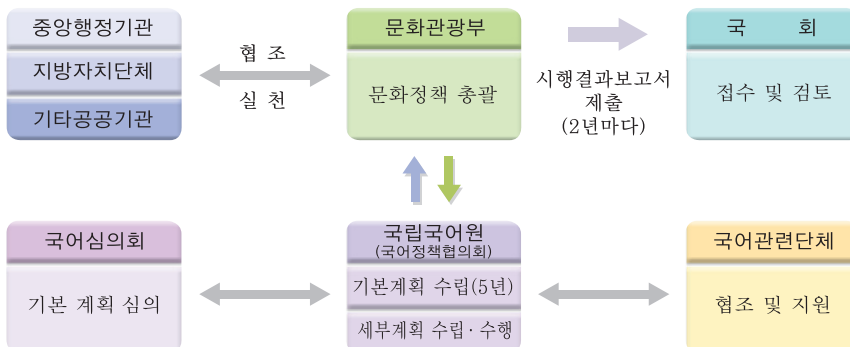 중앙행정기관
지방자치단체
기타공공기관
협 조
실 천
문화관광부
문화정책 총괄
시행결과보고서
제출
(2년마다)
국 회
접수 및 검토
국어심의회
기본 계획 심의
국립국어원
(국어정책협의회)
기본계획 수립(5년)
세부계획 수립·수행
국어관련단체
협조 및 지원